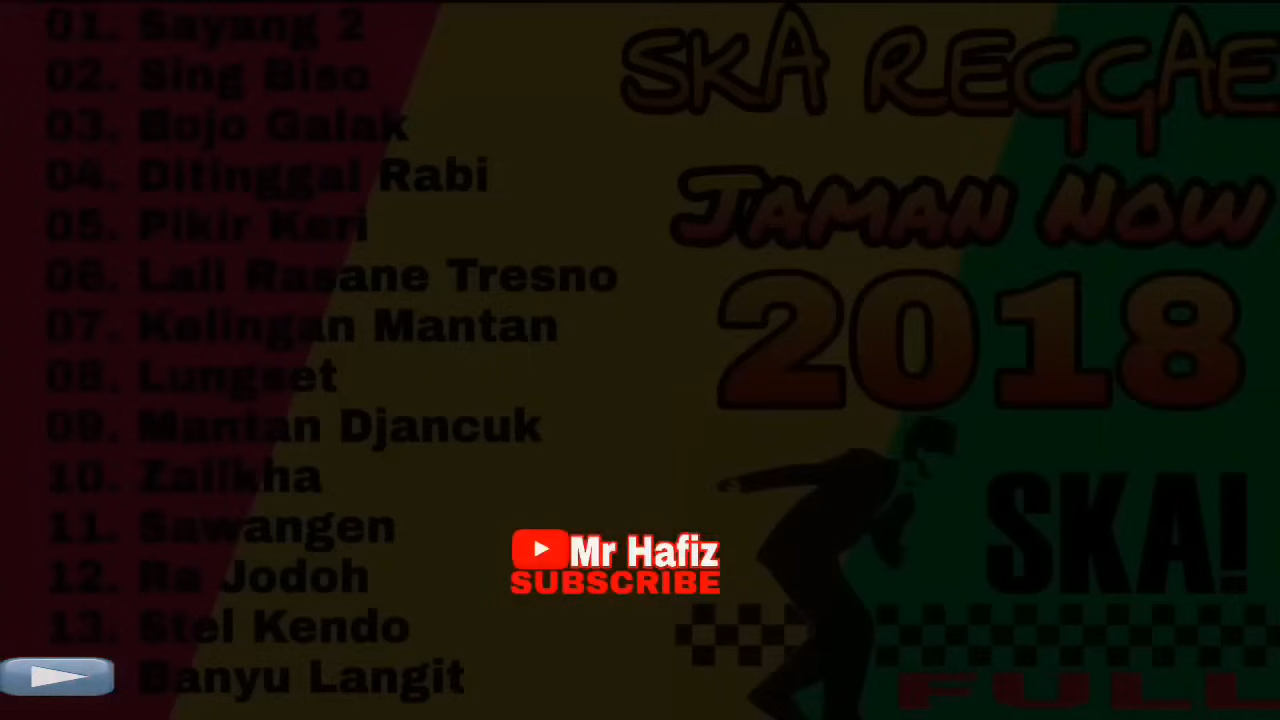 01. Sayang 2
02. Sing Biso
03. Bojo Galak
04. Ditinggal Rabi
05. Pikir Keri
06. Lali Rasane Tresno
07. Kelingan Mantan
08. Lungset
09. Mantan Djancuk
10. Zailkha
11. Sawangen
12. Ra Jodoh
13. Stel Kendo
Banyu Langit
SKA REGGAE
JAMAN NOW
2018
SKA!
FULL
Mr Hafiz
SUBSCRIBE